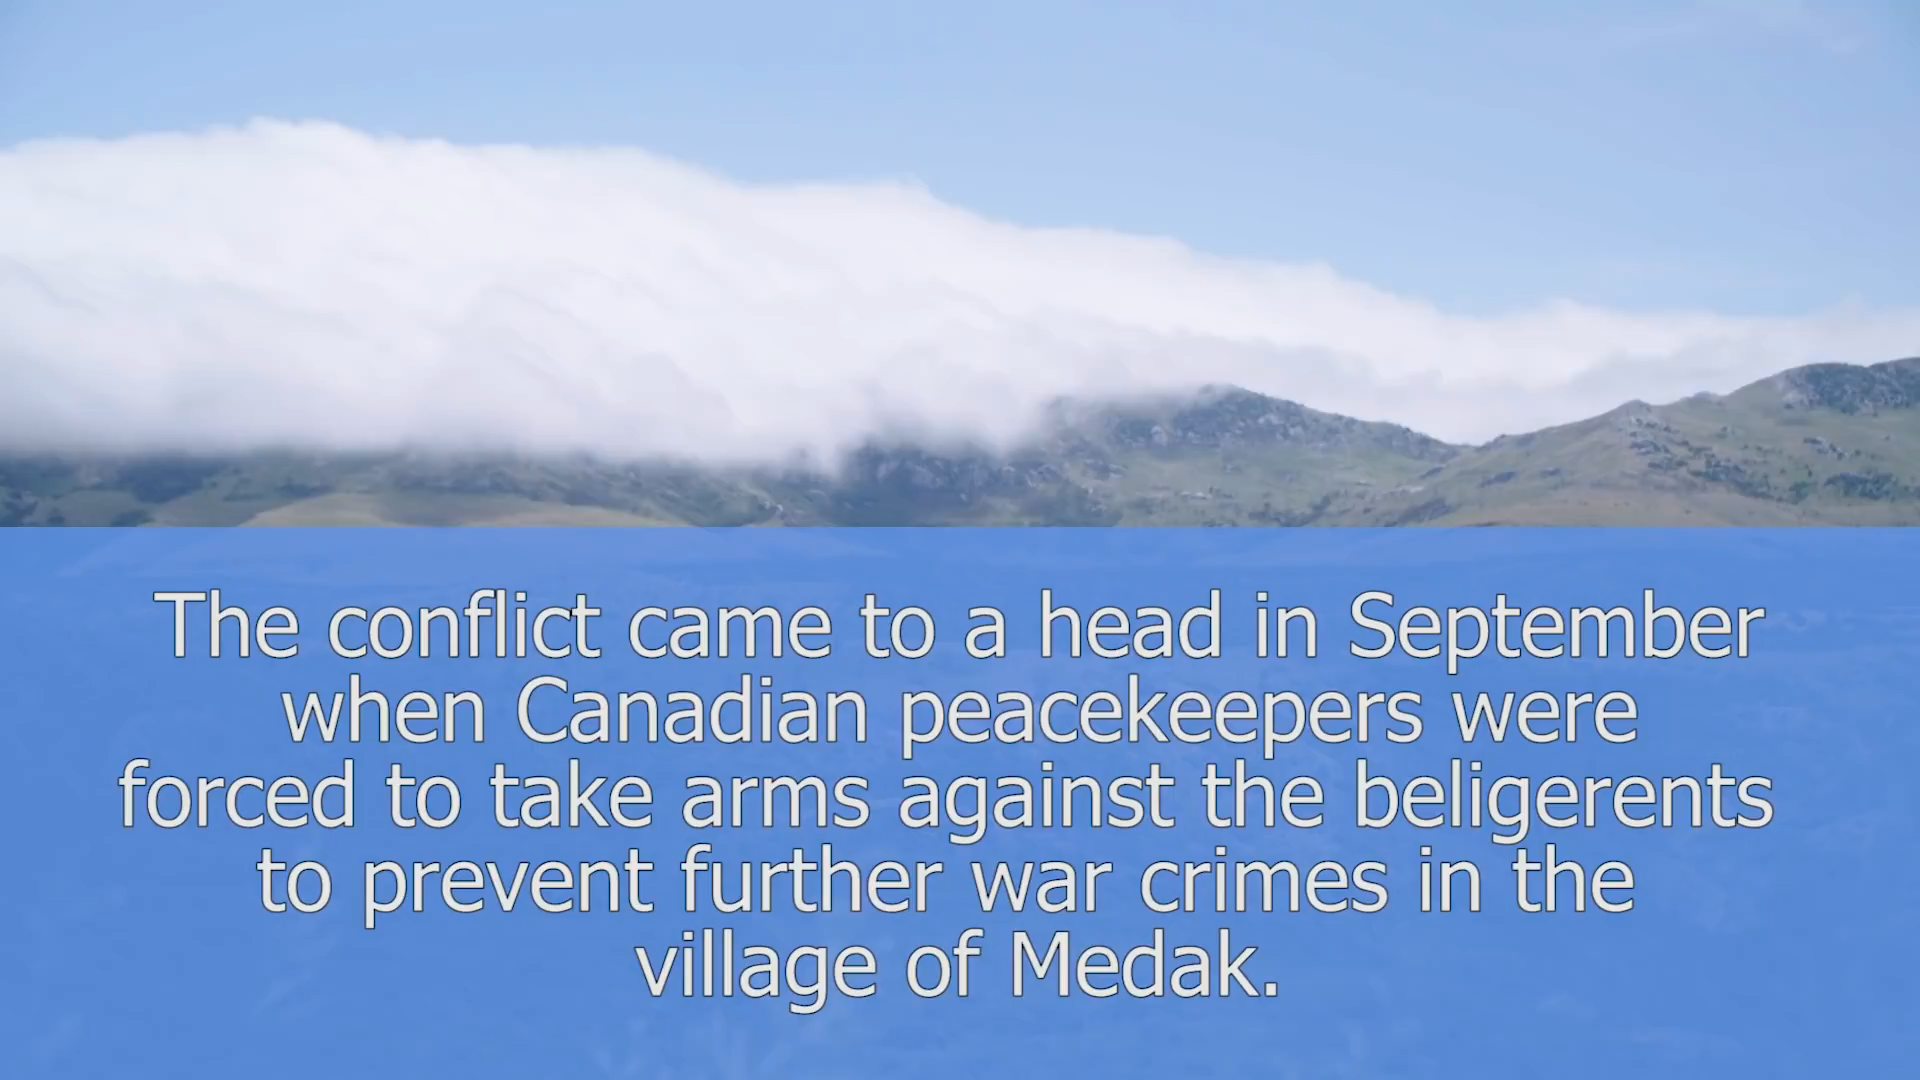 The conflict came to a head in September
when Canadian peacekeepers were
forced to take arms against the beligerents
to prevent further war crimes in the
village of Medak.